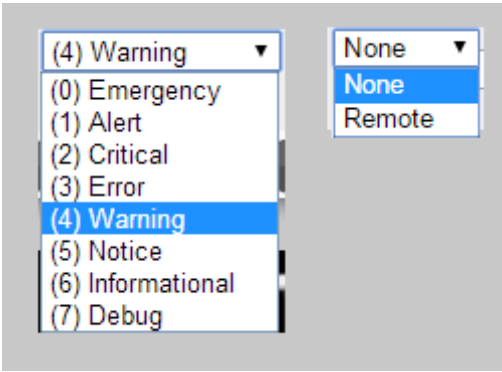 (4) Warning
(0) Emergency
(1) Alert
(2) Critical
(3) Error
(4) Warning
(5) Notice
(6) Informational
(7) Debug
None
None
Remote